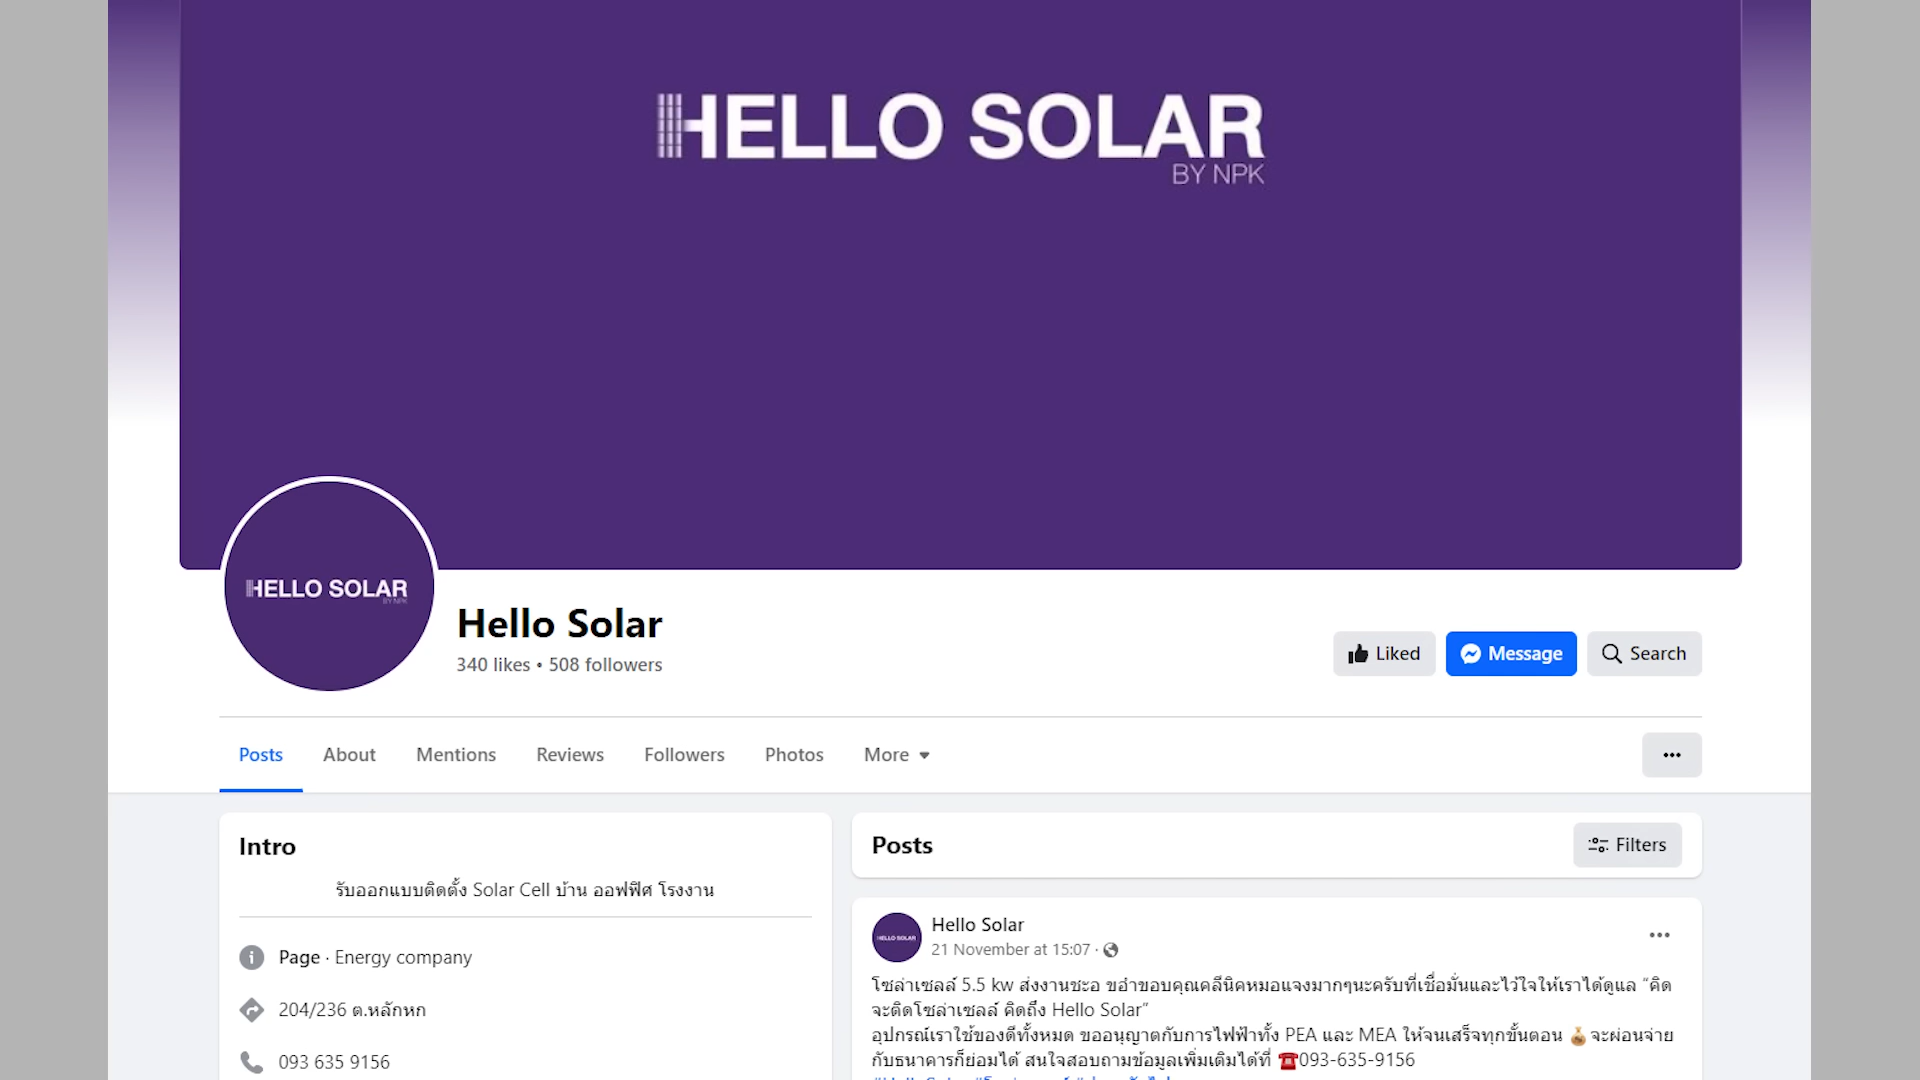 HELLO SOLAR
BY NPK
HELLO SOLAR
BY NPK
Hello Solar
340 likes • 508 followers
Liked
Message
Search
Posts
About
Mentions
Reviews
Followers
Photos
More
Intro
รับออกแบบติดตั้ง Solar Cell บ้าน ออฟฟิศ โรงงาน
Page · Energy company
204/236 ต.หลักหก
093 635 9156
Posts
Filters
HELLO SOLAR
Hello Solar
21 November at 15:07 ·
โซล่าเซลล์ 5.5 kw ส่งงานชะอ ขอำขอบคุณคลีนิคหมอแจงมากๆนะครับที่เชื่อมั่นและไว้ใจให้เราได้ดูแล “คิด
จะติดโซล่าเซลล์ คิดถึง Hello Solar”
อุปกรณ์เราใช้ของดีทั้งหมด ขออนุญาตกับการไฟฟ้าทั้ง PEA และ MEA ให้จนเสร็จทุกขั้นตอน 💰จะผ่อนจ่าย
กับธนาคารก็ย่อมได้ สนใจสอบถามข้อมูลเพิ่มเติมได้ที่ ☎️093-635-9156